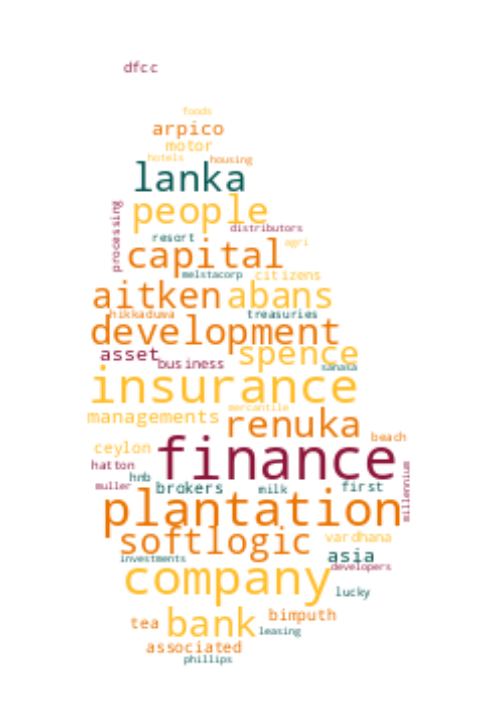 dfcc
foods
arpico
motor
hotels housing
lanka
processing
people
distributors
resort agri
capital
melstacorp citizens
aitken abans
hikkaduwa treasuries
development
asset business spence
sanasa
insurance
mercantile
managements renuka
beach
ceylon finance
hatton hnb
muller brokers milk first millennium
plantation
softlogic vardhana
investments asia
developers
company lucky
tea bank bimputh
leasing
associated
phillips